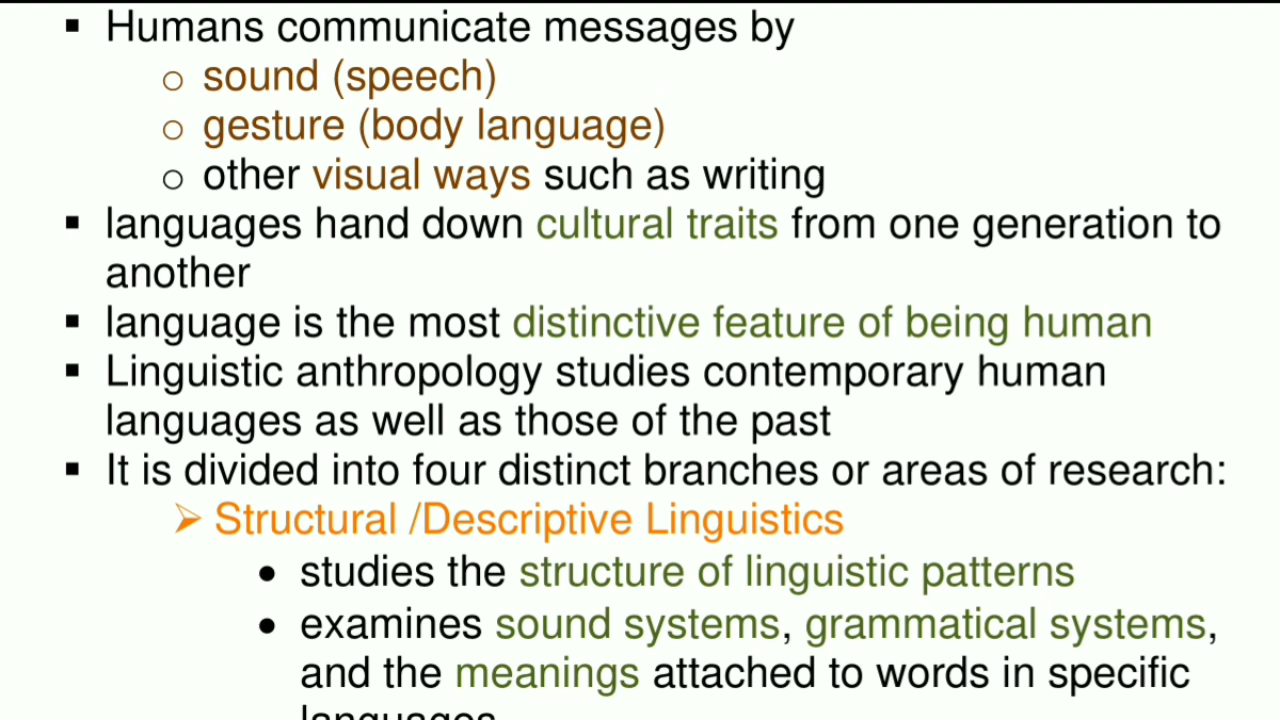 ▪ Humans communicate messages by
o sound (speech)
o gesture (body language)
o other visual ways such as writing
▪ languages hand down cultural traits from one generation to
another
▪ language is the most distinctive feature of being human
▪ Linguistic anthropology studies contemporary human
languages as well as those of the past
▪ It is divided into four distinct branches or areas of research:
➢ Structural /Descriptive Linguistics
• studies the structure of linguistic patterns
• examines sound systems, grammatical systems,
and the meanings attached to words in specific
languages